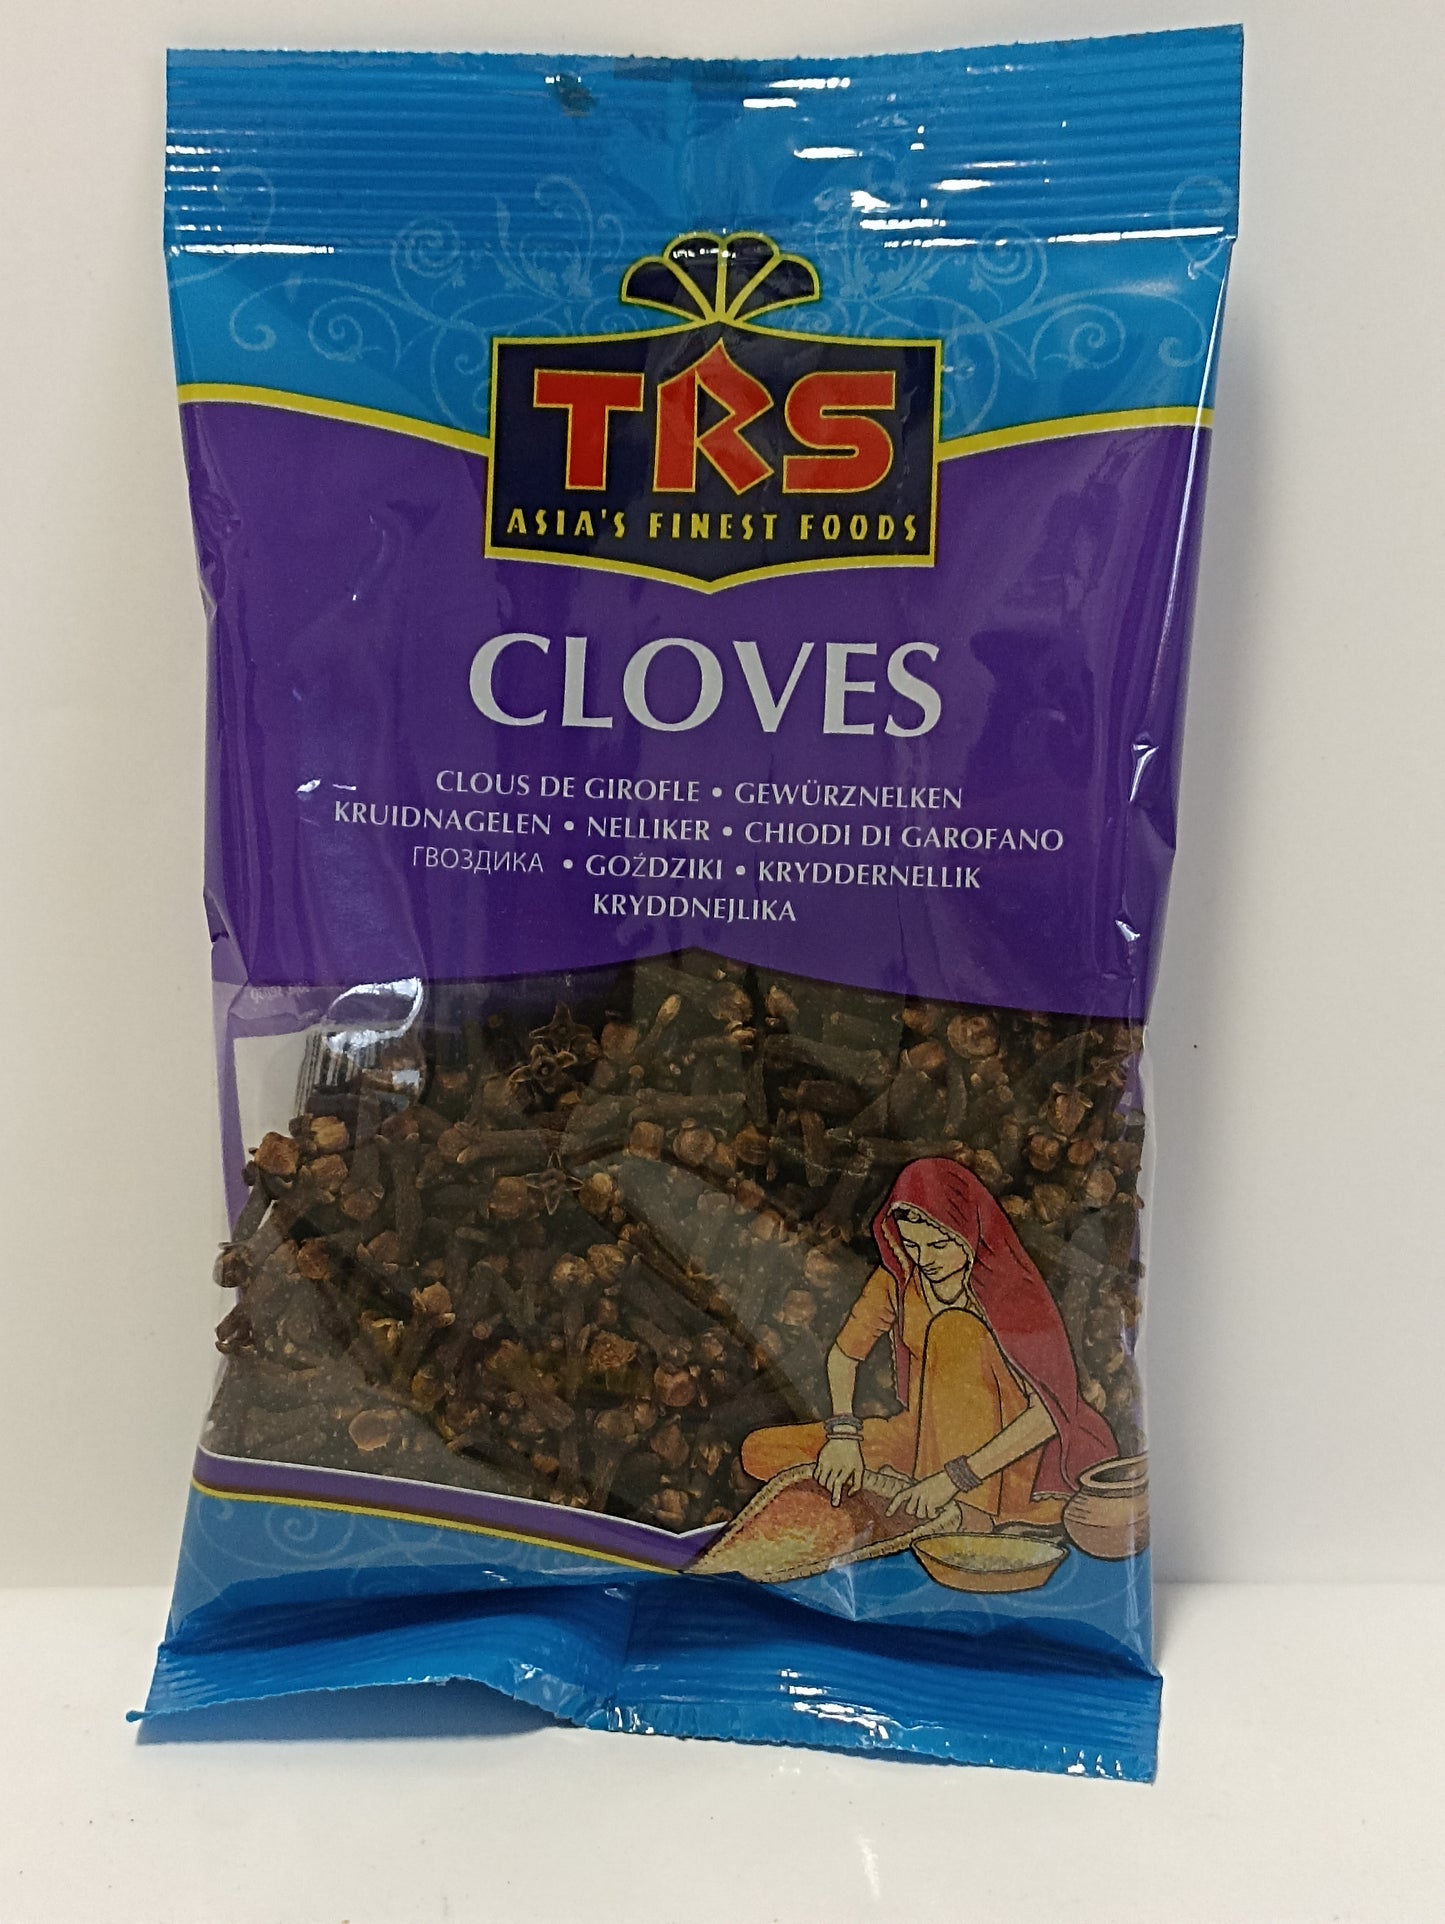 TRS
ASIA'S FINEST FOODS
CLOVES
CLOUS DE GIROFLE • GEWÜRZNELKEN
KRUIDNAGELEN • NELLIKER • CHIODI DI GAROFANO
ГВОЗДИКА • GOŹDZIKI • KRYDDERNELLIK
KRYDDNEJLIKA